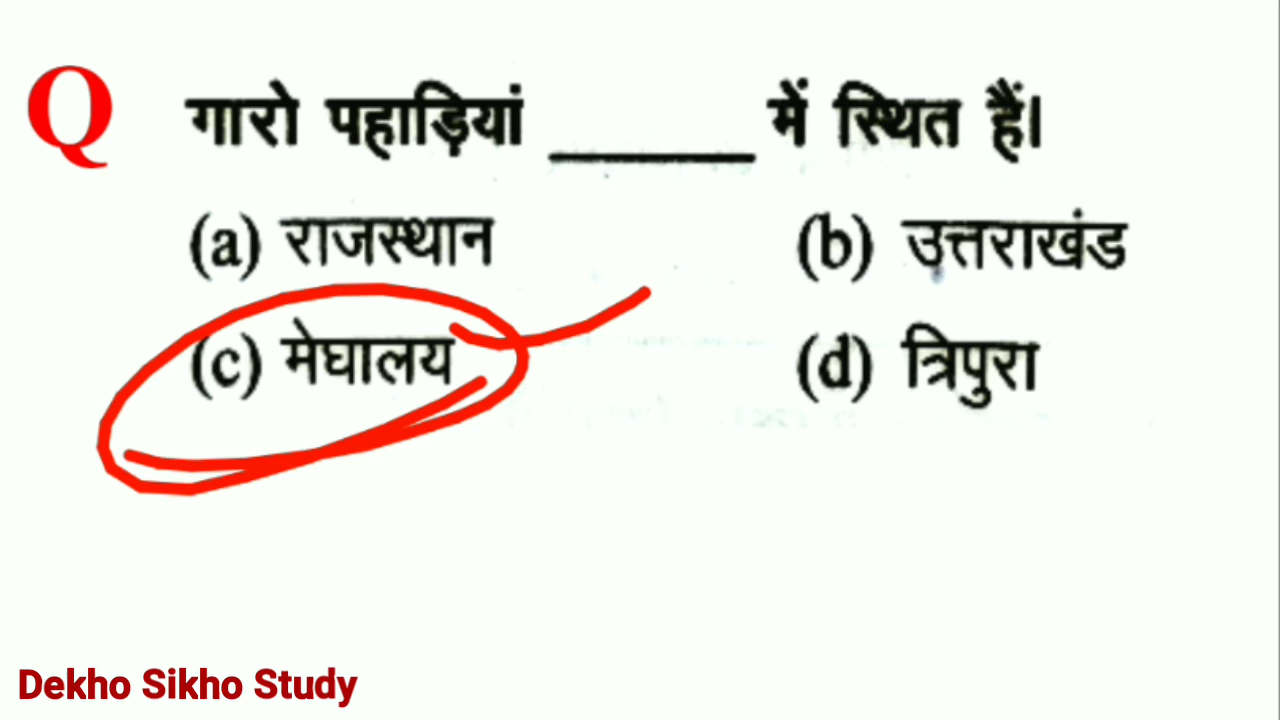 Q गारो पहाड़ियां ______ में स्थित हैं।
(a) राजस्थान (b) उत्तराखंड
(c) मेघालय (d) त्रिपुरा
Dekho Sikho Study